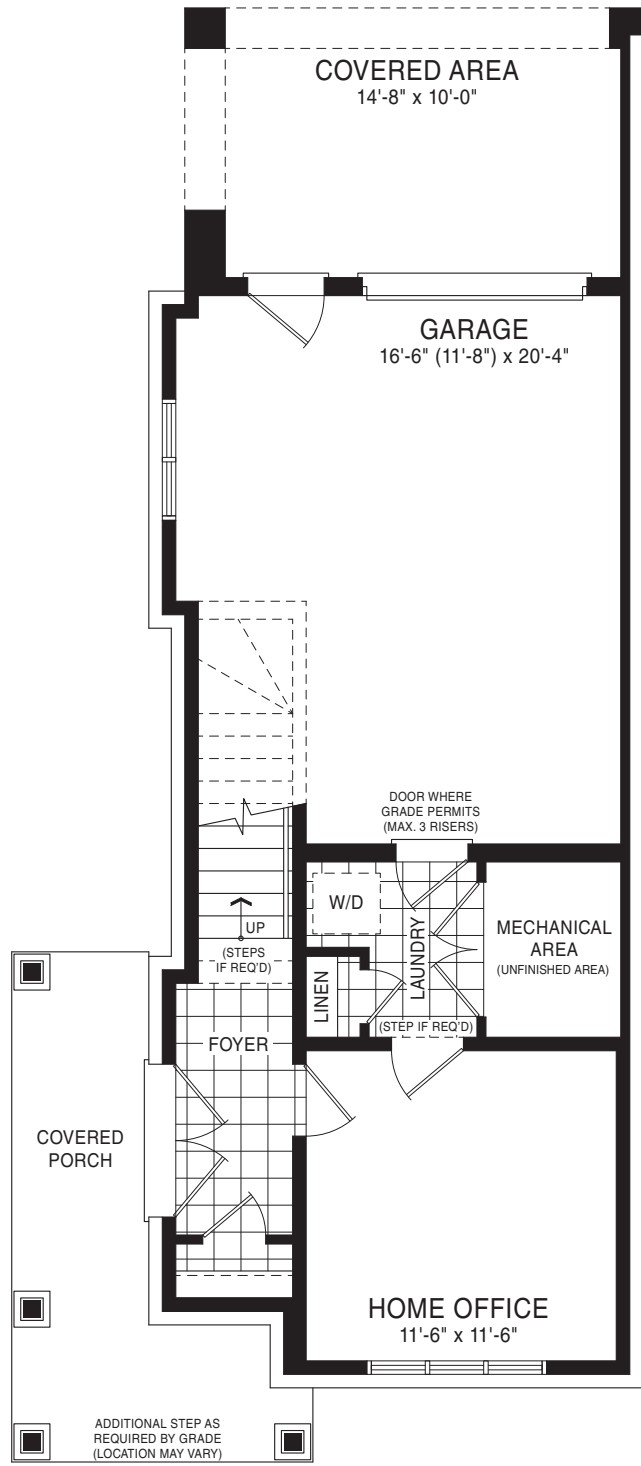 COVERED AREA
14'-8" x 10'-0"
GARAGE
16'-6" (11'-8") x 20'-4"
DOOR WHERE
GRADE PERMITS
(MAX. 3 RISERS)
W/D
UP
(STEPS
IF REQ'D)
LAUNDRY
MECHANICAL
AREA
(UNFINISHED AREA)
LINEN
(STEP IF REQ'D)
FOYER
COVERED
PORCH
HOME OFFICE
11'-6" x 11'-6"
ADDITIONAL STEP AS
REQUIRED BY GRADE
(LOCATION MAY VARY)